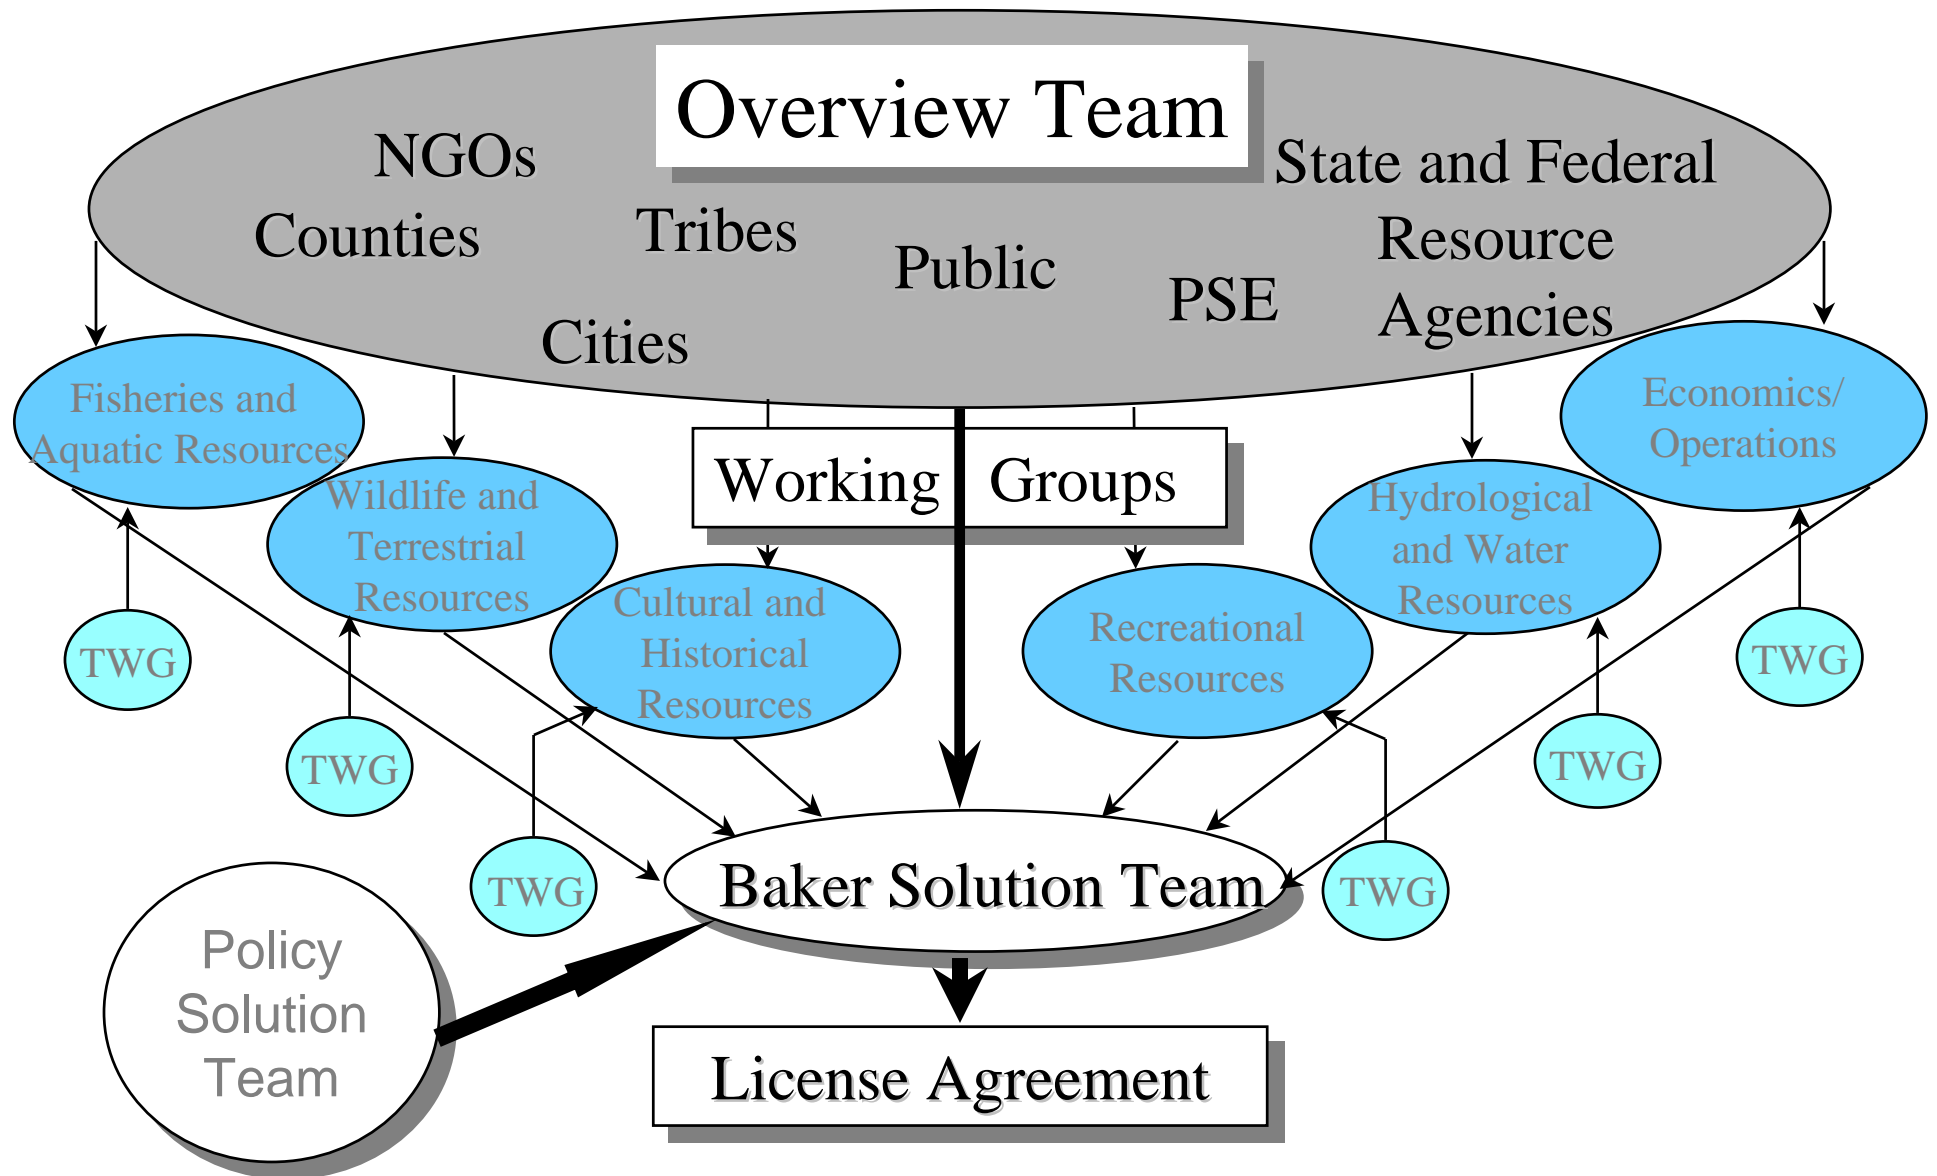 Overview Team
NGOs
State and Federal
Resource
Agencies
Counties
Tribes
Public
PSE
Cities
Fisheries and
Aquatic Resources
Economics/
Operations
Working Groups
Wildlife and
Terrestrial
Resources
Hydrological
and Water
Resources
Cultural and
Historical
Resources
Recreational
Resources
TWG
TWG
TWG
TWG
TWG
TWG
Baker Solution Team
Policy
Solution
Team
License Agreement